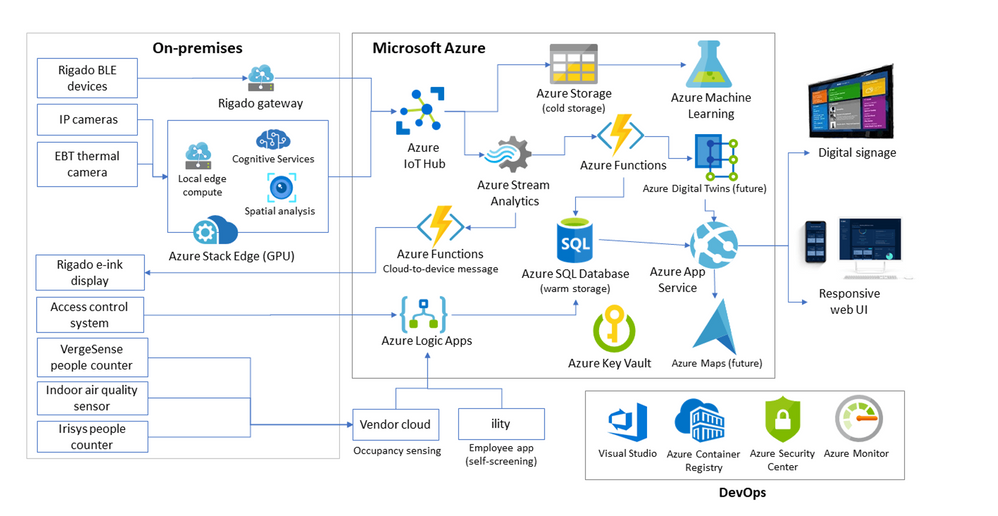 On-premises
Rigado BLE
devices
IP cameras
EBT thermal
camera
Rigado gateway
Cognitive Services
Local edge
compute
Spatial analysis
Azure Stack Edge (GPU)
Rigado e-ink
display
Access control
system
VergeSense
people counter
Indoor air quality
sensor
Irisys people
counter
Microsoft Azure
Azure
IoT Hub
Azure Storage
(cold storage)
Azure Machine
Learning
Azure Stream
Analytics
Azure Functions
Azure Digital Twins (future)
Azure Functions
Cloud-to-device message
SQL
Azure SQL Database
(warm storage)
Azure App
Service
Azure Logic Apps
Azure Key Vault
Azure Maps (future)
Vendor cloud
Occupancy sensing
ility
Employee app
(self-screening)
Digital signage
Responsive
web UI
Visual Studio
Azure Container
Registry
Azure Security
Center
Azure Monitor
DevOps